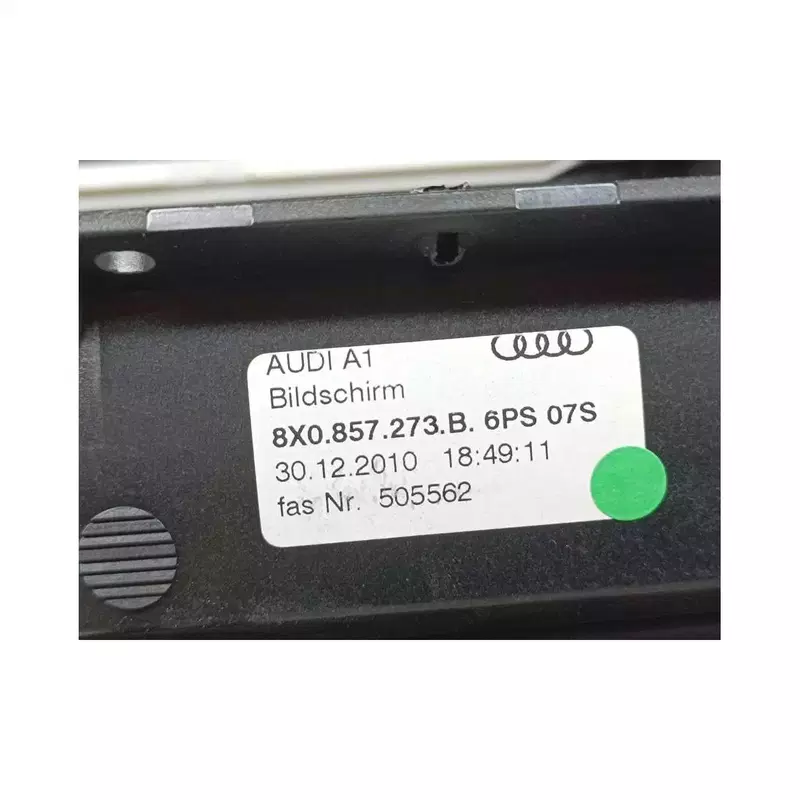 AUDI A1
Bildschirm
8X0.857.273.B. 6PS 07S
30.12.2010 18:49:11
fas Nr. 505562